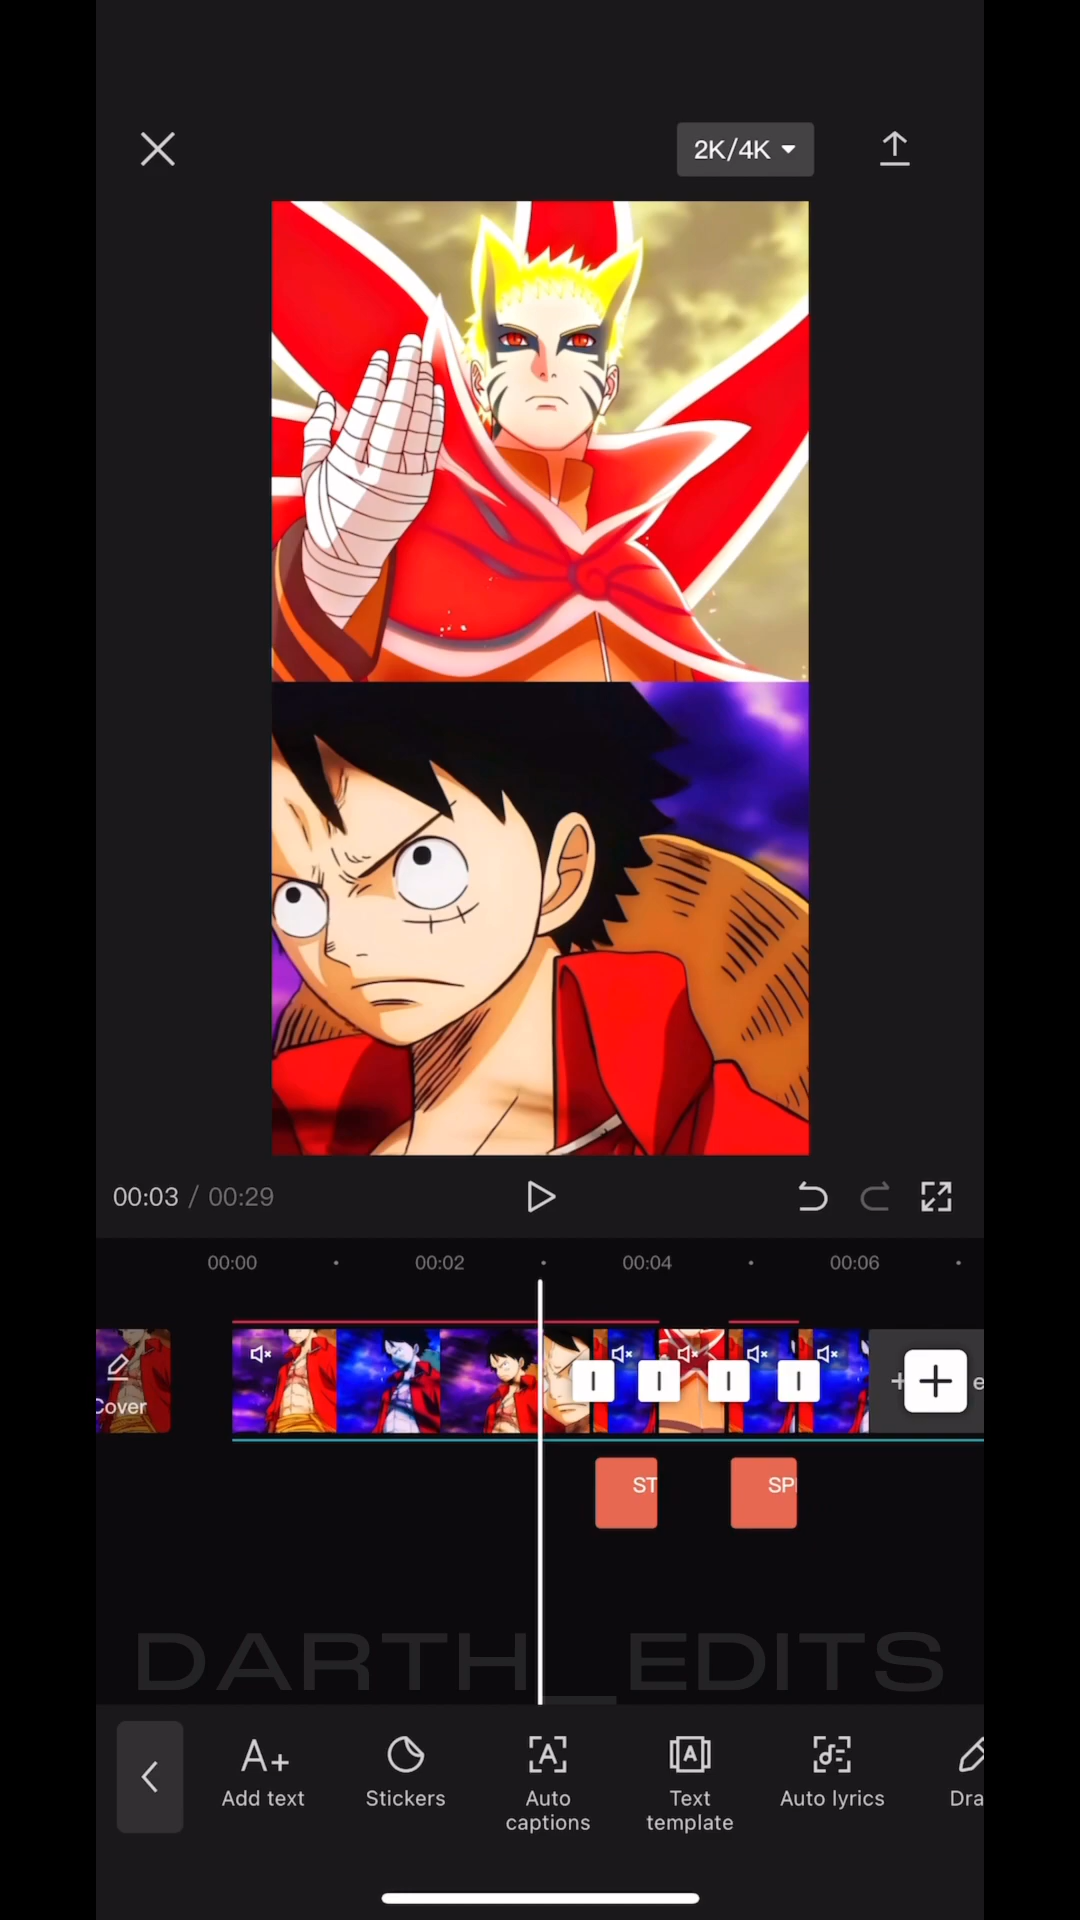 2K/4K
00:03 / 00:29
00:00
00:02
00:04
00:06
Cover
ST
SP
DARTH_EDITS
A+
Add text
Stickers
A
Auto captions
A
Text template
Auto lyrics
Dra